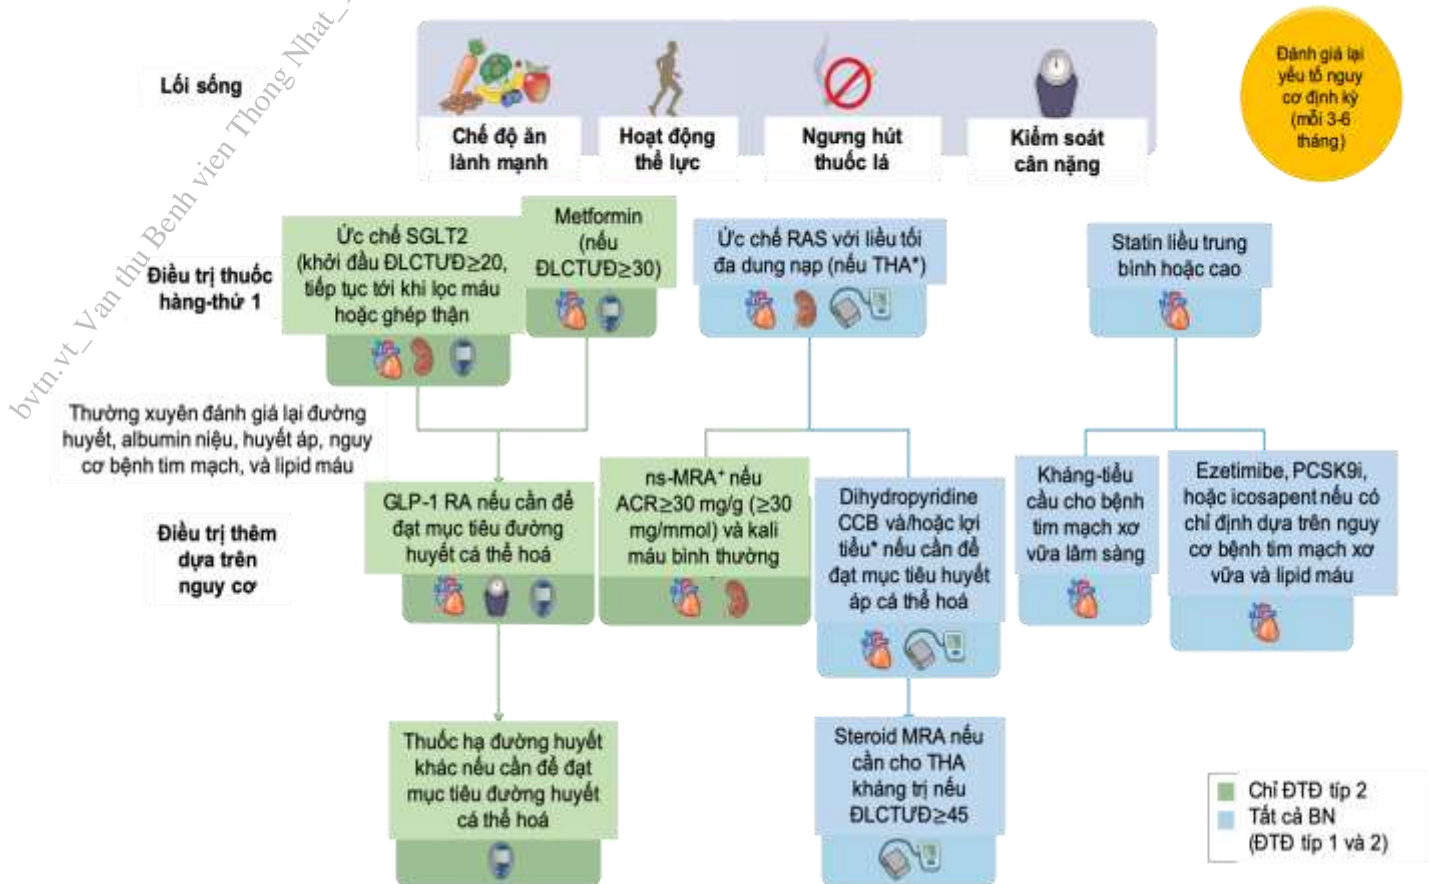 bvtn.vt_Van thu Benh vien Thong Nhat_
Lối sống
Chế độ ăn
lành mạnh
Hoạt động
thể lực
Ngưng hút
thuốc lá
Kiểm soát
cân nặng
Đánh giá lại
yếu tố nguy
cơ định kỳ
(mỗi 3-6
tháng)
Điều trị thuốc
hàng-thứ 1
Ức chế SGLT2
(khởi đầu ĐLCTƯĐ≥20,
tiếp tục tới khi lọc máu
hoặc ghép thận
Metformin
(nếu
ĐLCTƯĐ≥30)
Ức chế RAS với liều tối
đa dung nạp (nếu THA*)
Statin liều trung
bình hoặc cao
Thường xuyên đánh giá lại đường
huyết, albumin niệu, huyết áp, nguy
cơ bệnh tim mạch, và lipid máu
Điều trị thêm
dựa trên
nguy cơ
GLP-1 RA nếu cần để
đạt mục tiêu đường
huyết cá thể hoá
ns-MRA⁺ nếu
ACR≥30 mg/g (≥30
mg/mmol) và kali
máu bình thường
Dihydropyridine
CCB và/hoặc lợi
tiểu* nếu cần để
đạt mục tiêu huyết
áp cá thể hoá
Kháng-tiểu
cầu cho bệnh
tim mạch xơ
vữa lâm sàng
Ezetimibe, PCSK9i,
hoặc icosapent nếu có
chỉ định dựa trên nguy
cơ bệnh tim mạch xơ
vữa và lipid máu
Thuốc hạ đường huyết
khác nếu cần để đạt
mục tiêu đường huyết
cá thể hoá
Steroid MRA nếu
cần cho THA
kháng trị nếu
ĐLCTƯĐ≥45
Chỉ ĐTĐ típ 2
Tất cả BN
(ĐTĐ típ 1 và 2)